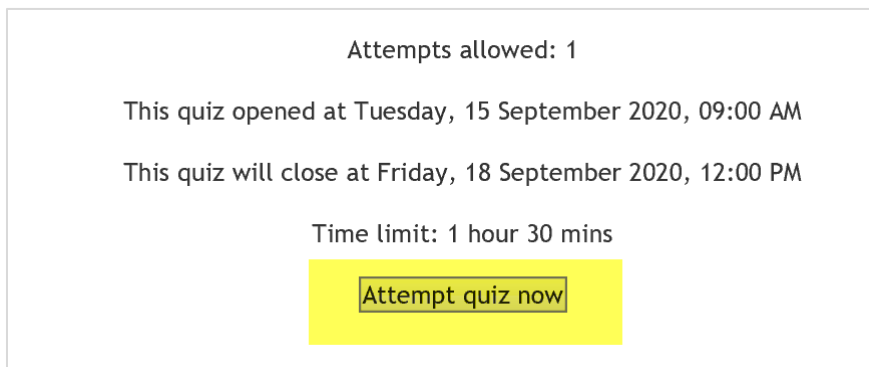 Attempts allowed: 1
This quiz opened at Tuesday, 15 September 2020, 09:00 AM
This quiz will close at Friday, 18 September 2020, 12:00 PM
Time limit: 1 hour 30 mins
Attempt quiz now